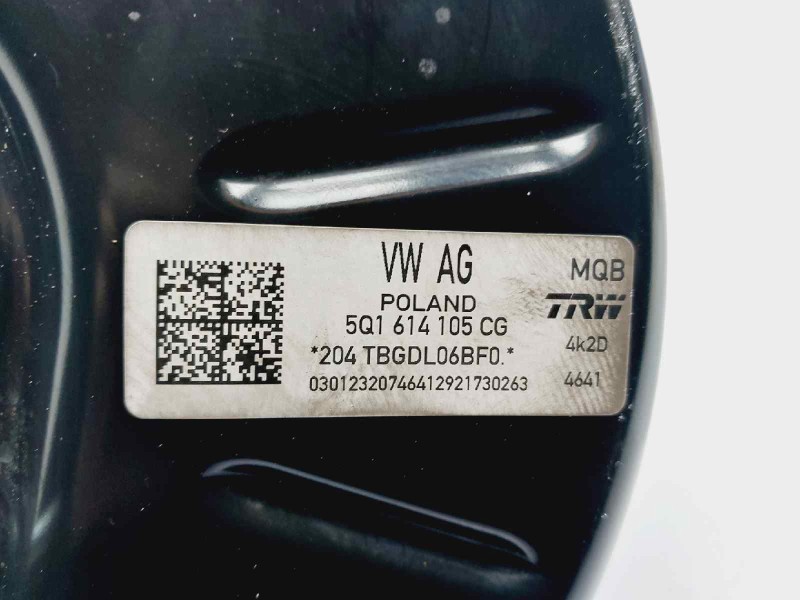 VW AG
MQB
POLAND
TRW
5Q1 614 105 CG
4k2D
*204 TBGDL06BF0.*
03012320746412921730263
4641